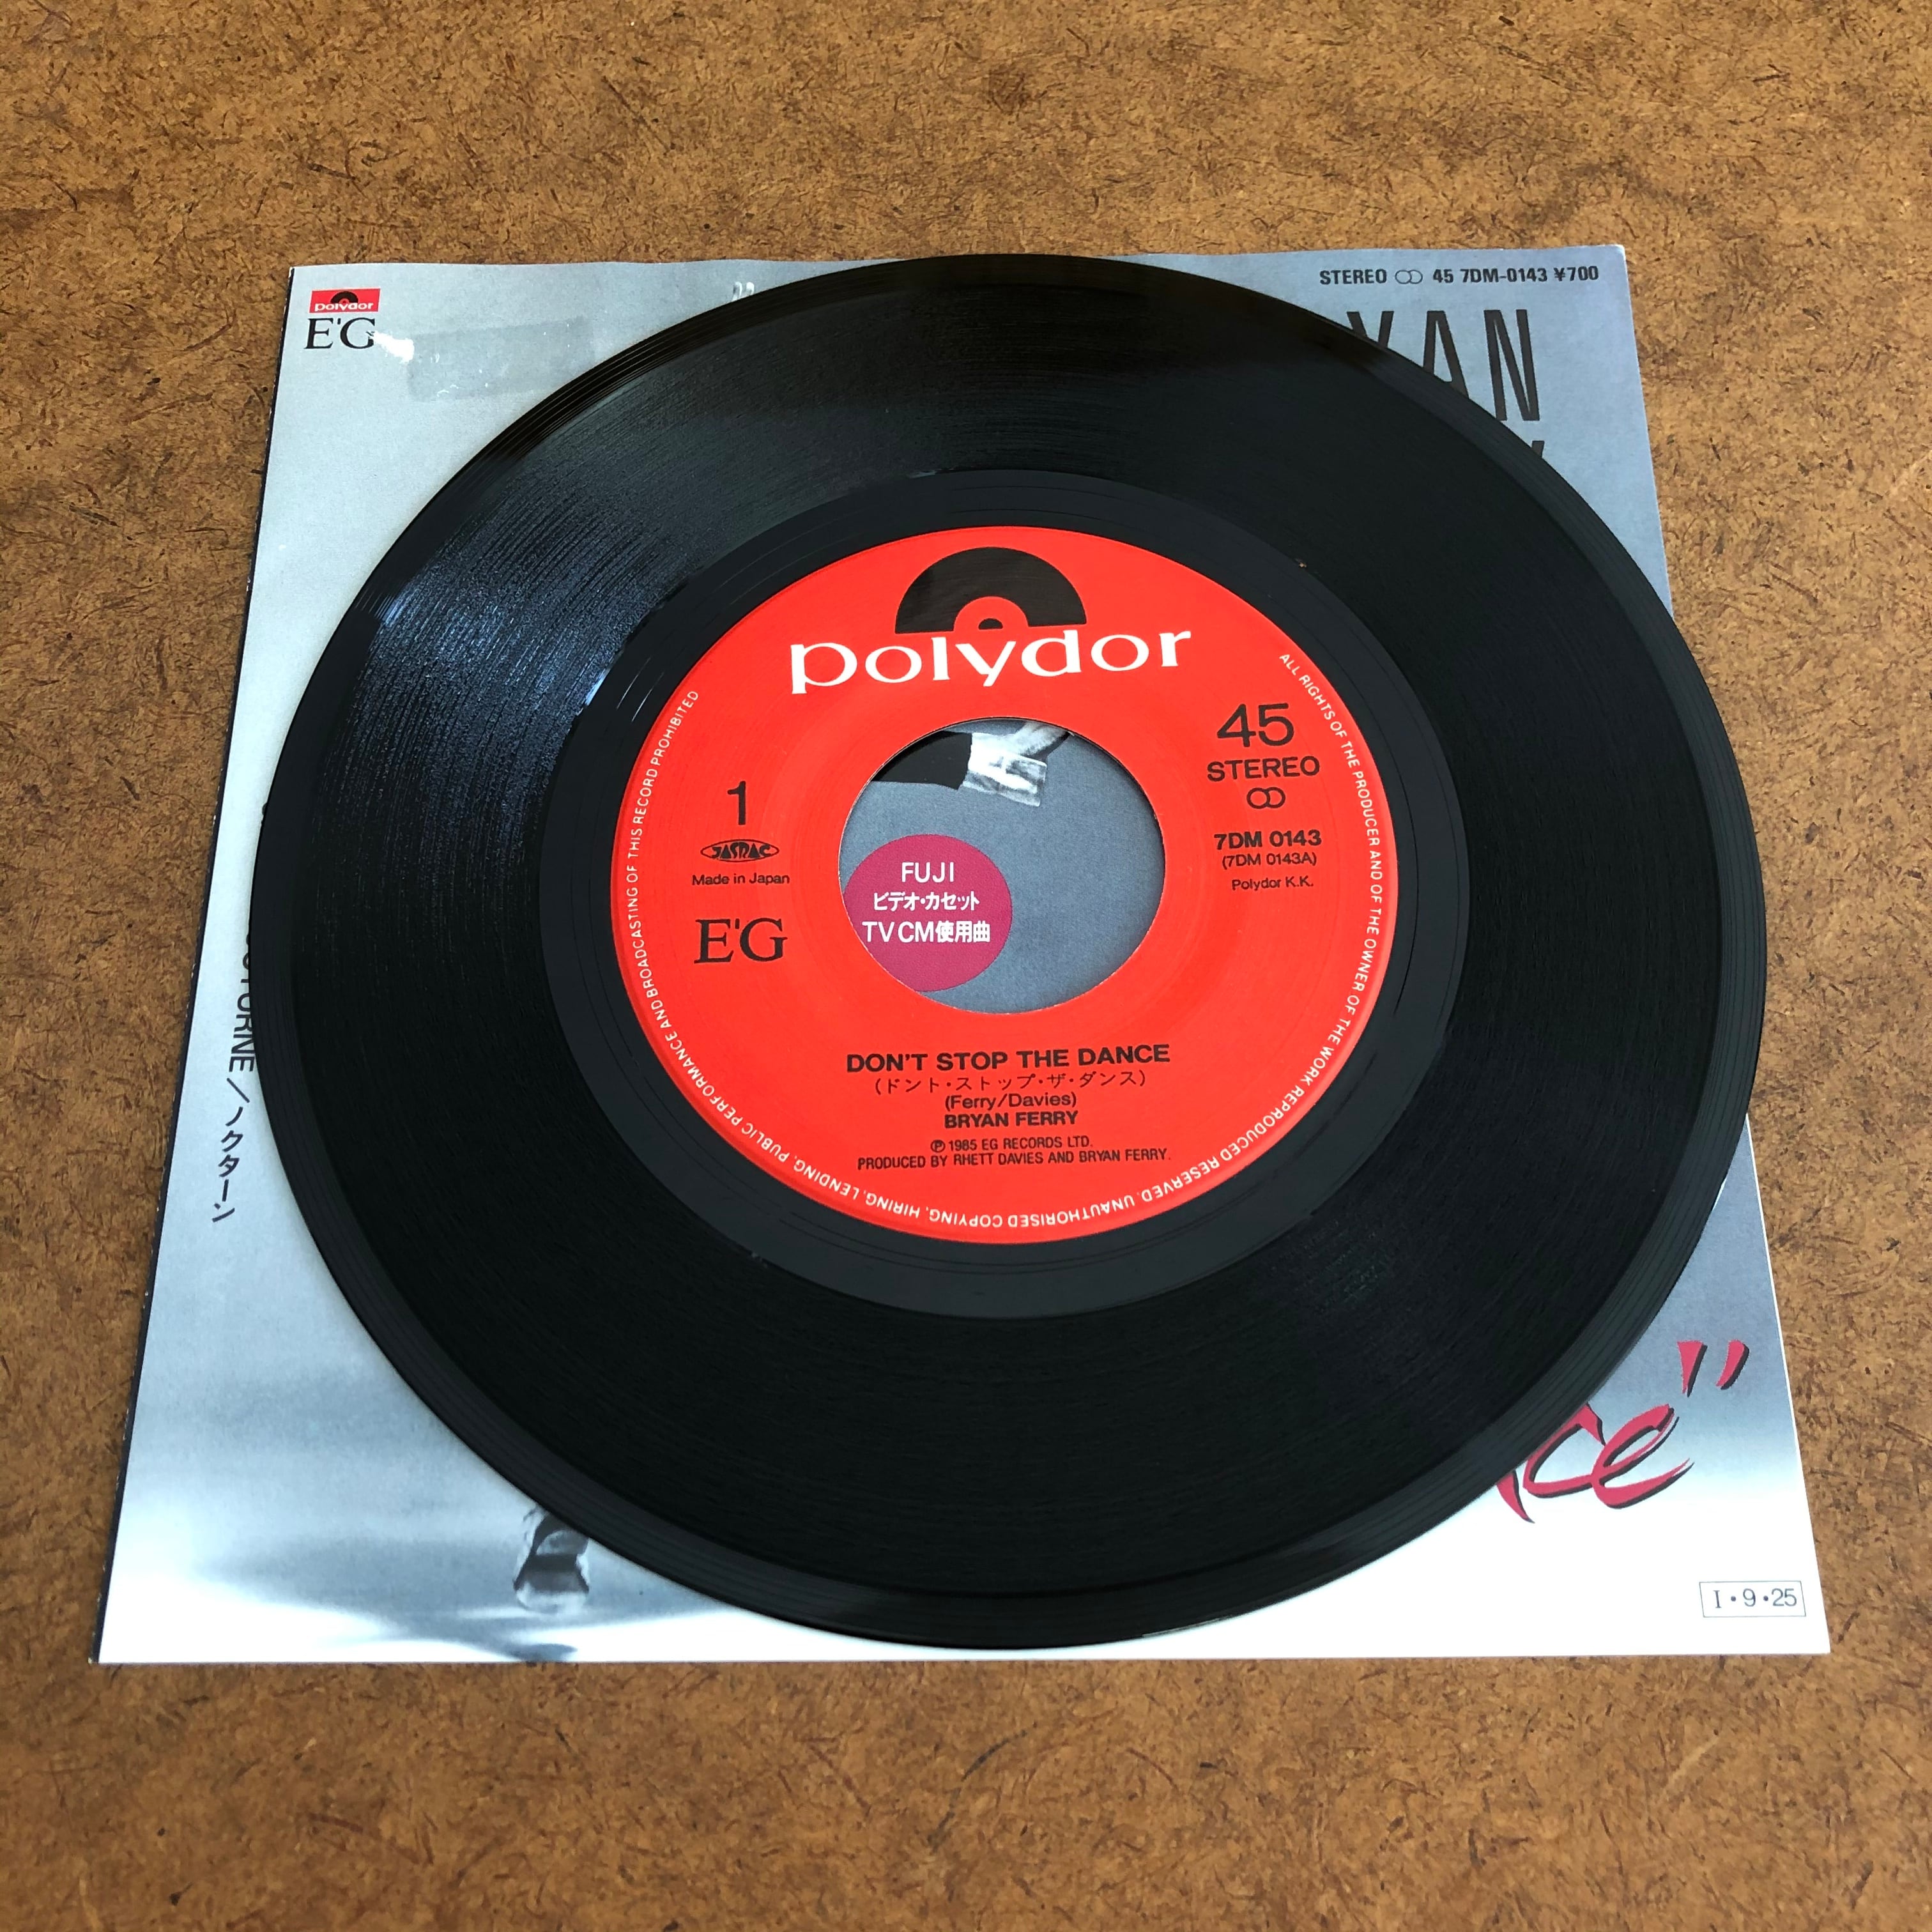 polydor
E'G
STEREO 45 7DM-0143 ¥700
polydor
45
STEREO
7DM 0143
(7DM 0143A)
Polydor K.K.
1
JASRAC
Made in Japan
E'G
FUJI
ビデオ・カセット
TV CM使用曲
DON'T STOP THE DANCE
(ドント・ストップ・ザ・ダンス)
(Ferry/Davies)
BRYAN FERRY
℗ 1985 EG RECORDS LTD.
PRODUCED BY RHETT DAVIES AND BRYAN FERRY.
ALL RIGHTS OF THE PRODUCER AND OF THE OWNER OF THE WORK REPRODUCED RESERVED. UNAUTHORISED COPYING, HIRING, LENDING, PUBLIC PERFORMANCE AND BROADCASTING OF THIS RECORD PROHIBITED
／ノクターン
I・9・25